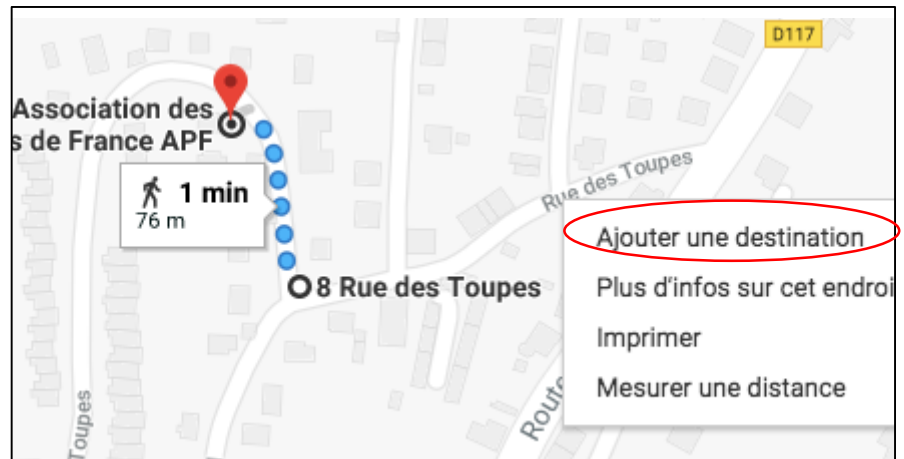 D117
Association des
s de France APF
1 min
76 m
Rue des Toupes
8 Rue des Toupes
Ajouter une destination
Plus d'infos sur cet endroi
Imprimer
Mesurer une distance
Route
Toupes